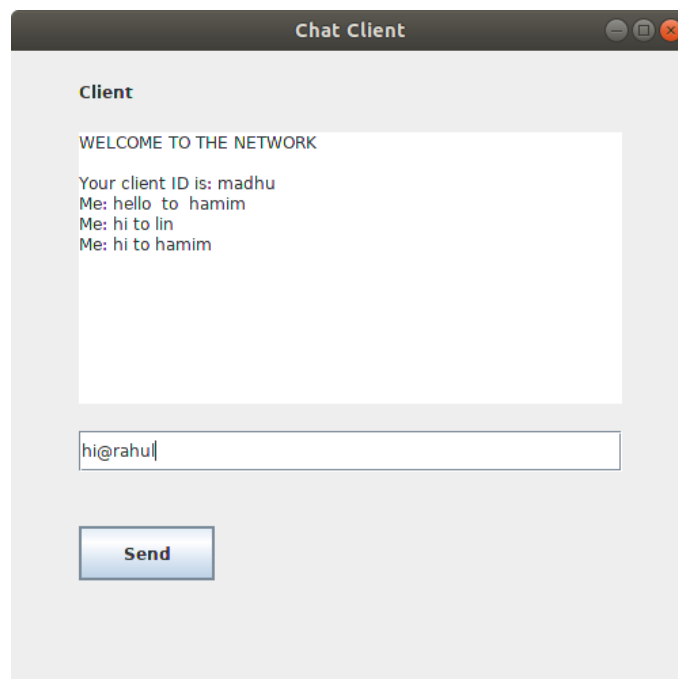 Chat Client
Client
WELCOME TO THE NETWORK
Your client ID is: madhu
Me: hello  to  hamim
Me: hi to lin
Me: hi to hamim
hi@rahul
Send